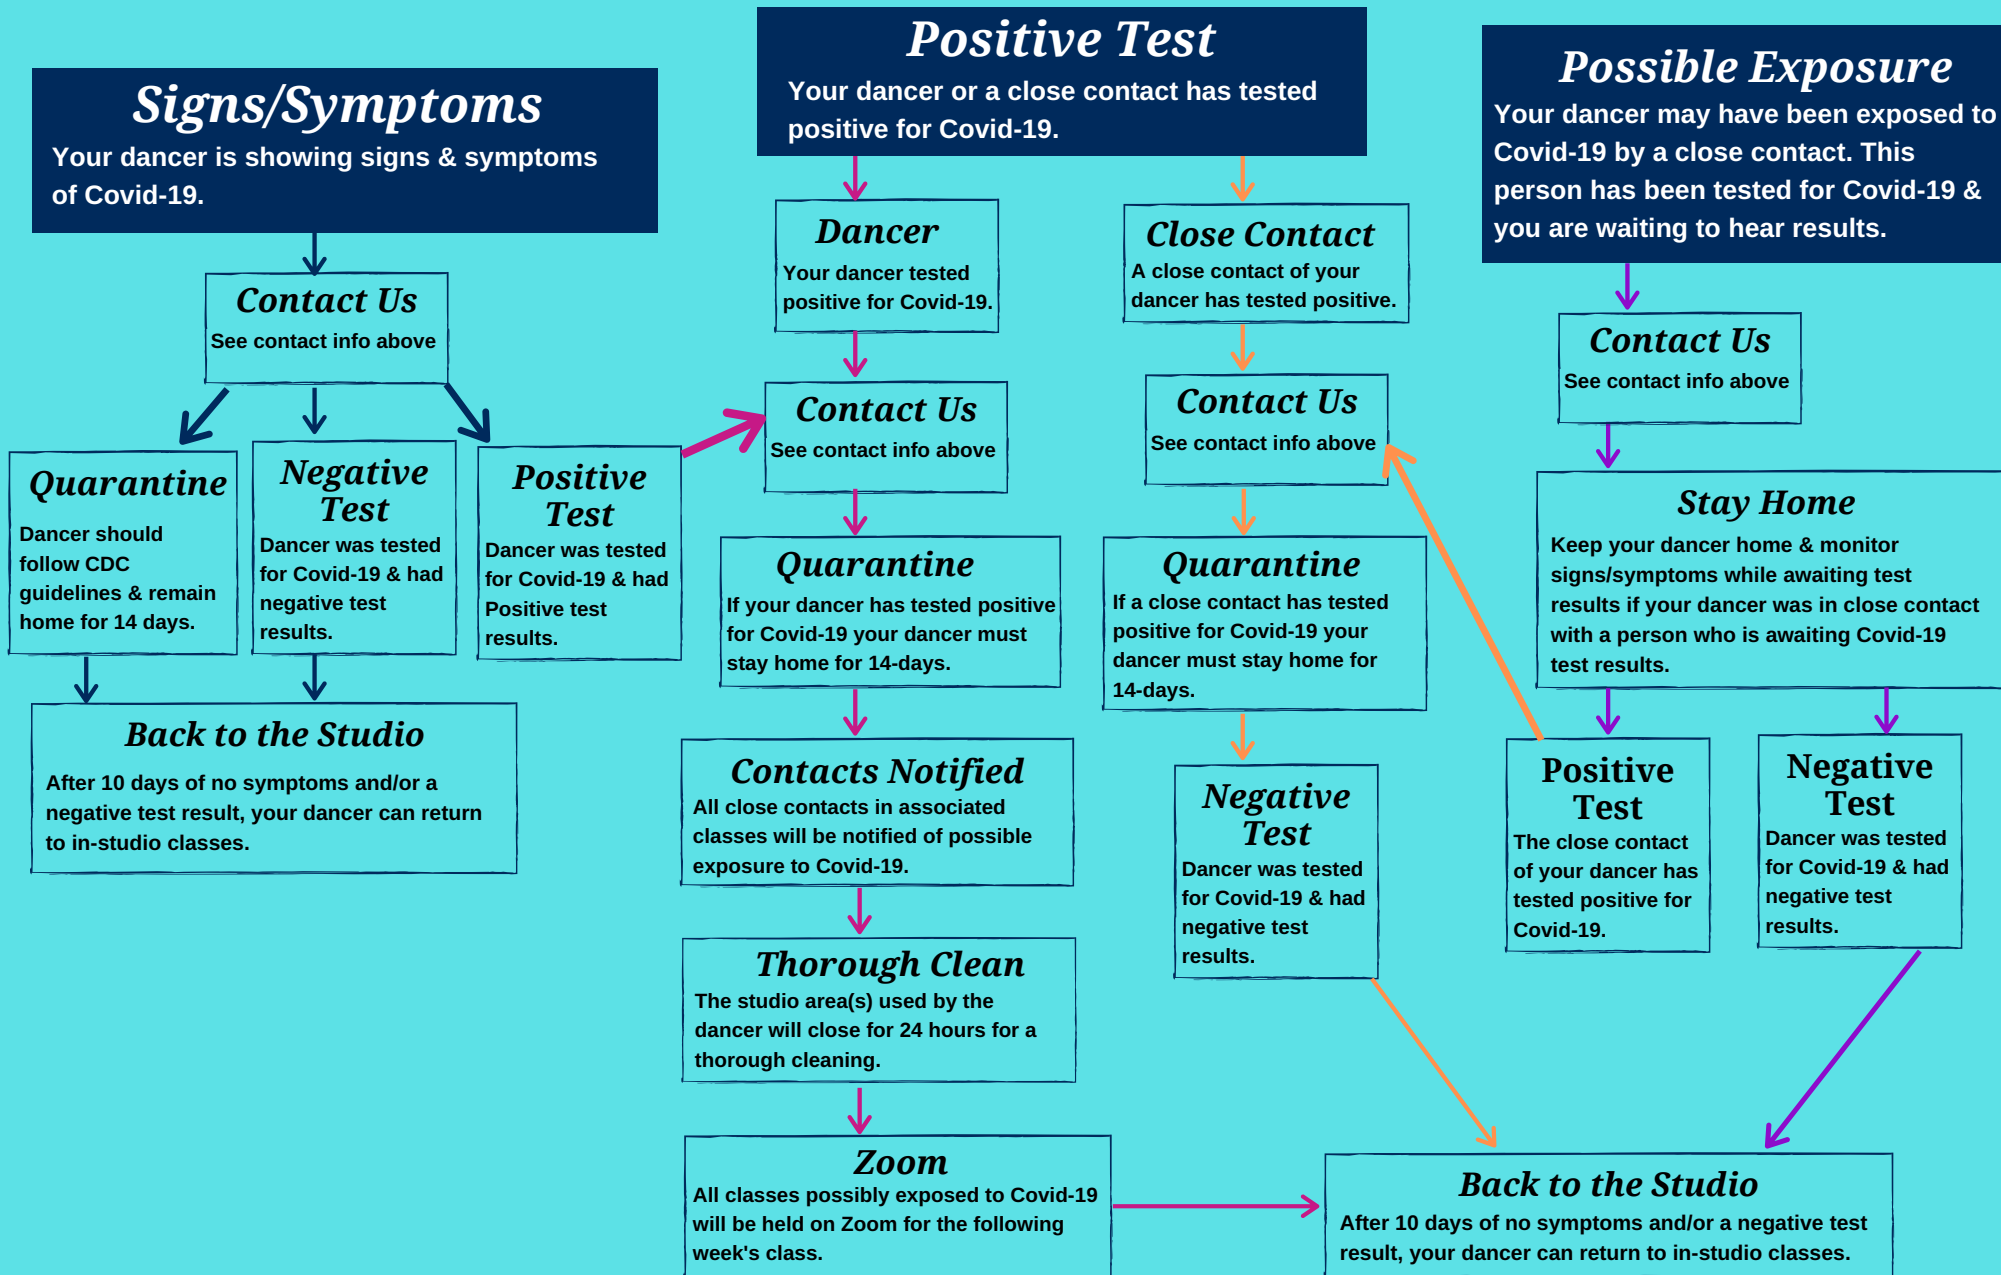 Signs/Symptoms
Your dancer is showing signs & symptoms
of Covid-19.
Contact Us
See contact info above
Quarantine
Dancer should
follow CDC
guidelines & remain
home for 14 days.
Negative
Test
Dancer was tested
for Covid-19 & had
negative test
results.
Positive
Test
Dancer was tested
for Covid-19 & had
Positive test
results.
Back to the Studio
After 10 days of no symptoms and/or a
negative test result, your dancer can return
to in-studio classes.
Positive Test
Your dancer or a close contact has tested
positive for Covid-19.
Dancer
Your dancer tested
positive for Covid-19.
Contact Us
See contact info above
Quarantine
If your dancer has tested positive
for Covid-19 your dancer must
stay home for 14-days.
Contacts Notified
All close contacts in associated
classes will be notified of possible
exposure to Covid-19.
Thorough Clean
The studio area(s) used by the
dancer will close for 24 hours for a
thorough cleaning.
Zoom
All classes possibly exposed to Covid-19
will be held on Zoom for the following
week's class.
Close Contact
A close contact of your
dancer has tested positive.
Contact Us
See contact info above
Quarantine
If a close contact has tested
positive for Covid-19 your
dancer must stay home for
14-days.
Negative
Test
Dancer was tested
for Covid-19 & had
negative test
results.
Possible Exposure
Your dancer may have been exposed to
Covid-19 by a close contact. This
person has been tested for Covid-19 &
you are waiting to hear results.
Contact Us
See contact info above
Stay Home
Keep your dancer home & monitor
signs/symptoms while awaiting test
results if your dancer was in close contact
with a person who is awaiting Covid-19
test results.
Positive
Test
The close contact
of your dancer has
tested positive for
Covid-19.
Negative
Test
Dancer was tested
for Covid-19 & had
negative test
results.
Back to the Studio
After 10 days of no symptoms and/or a negative test
result, your dancer can return to in-studio classes.